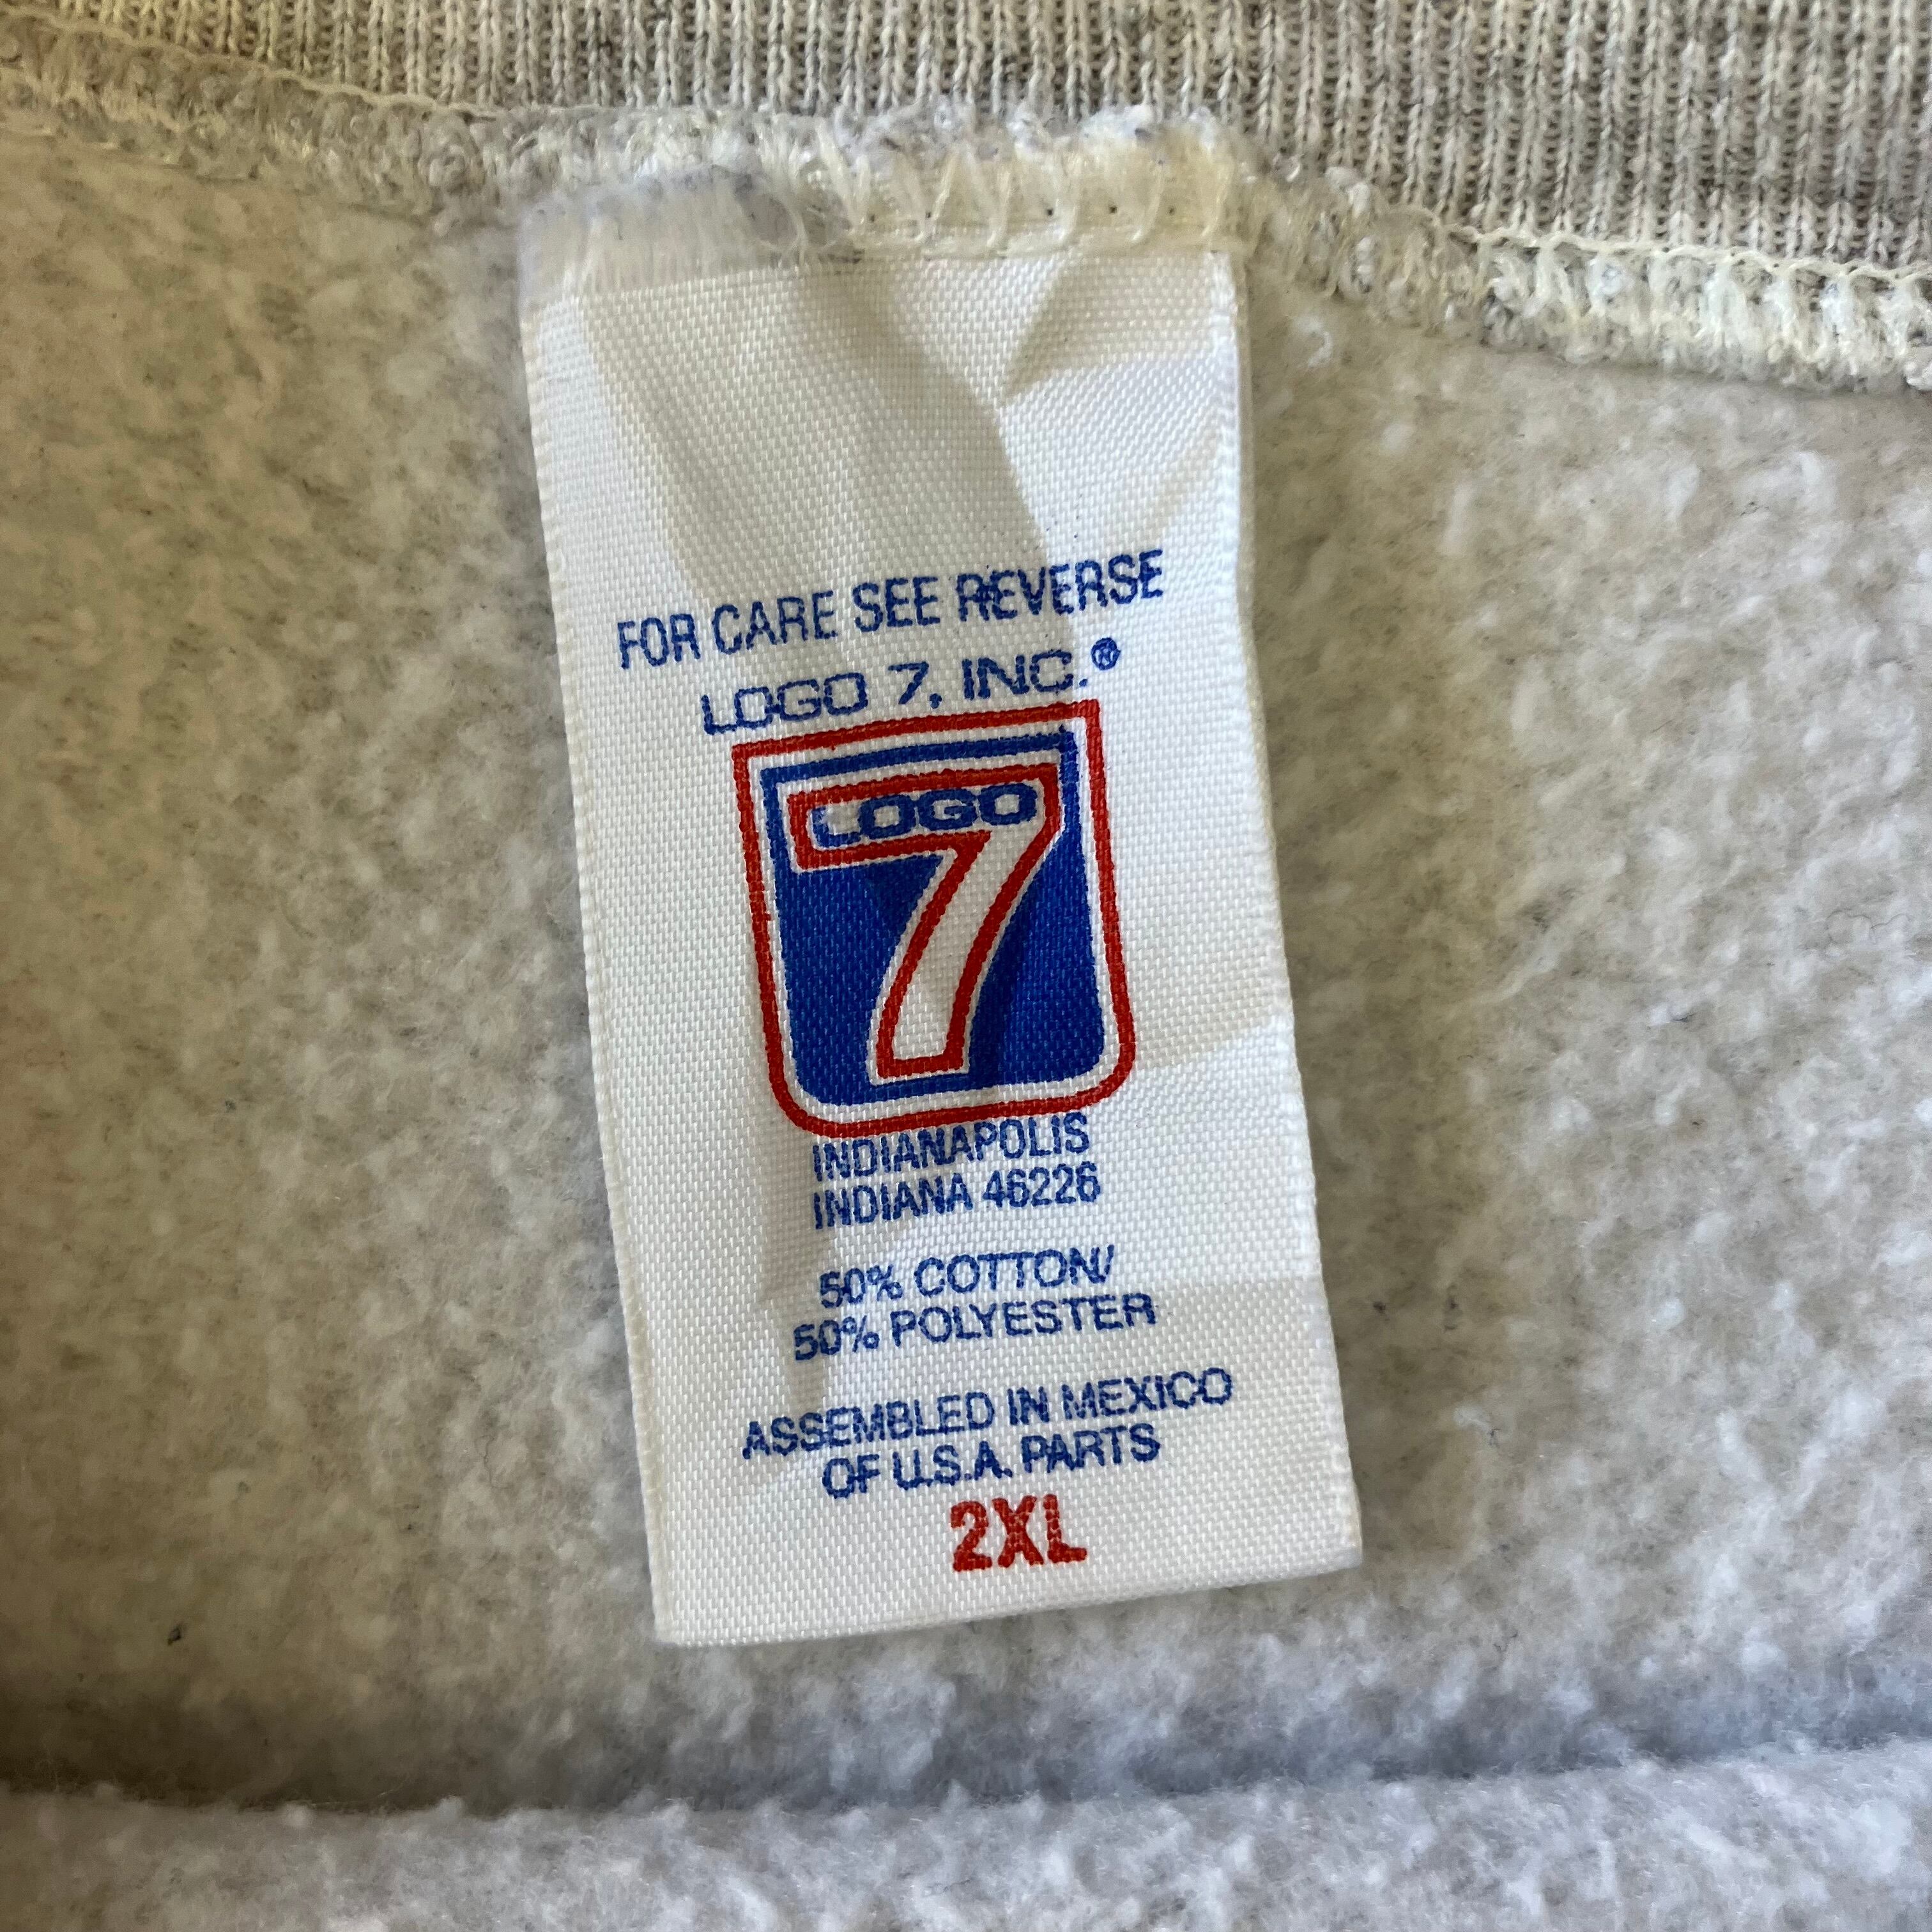 FOR CARE SEE REVERSE
LOGO 7, INC.®
LOGO
7
INDIANAPOLIS
INDIANA 46226
50% COTTON/
50% POLYESTER
ASSEMBLED IN MEXICO
OF U.S.A. PARTS
2XL